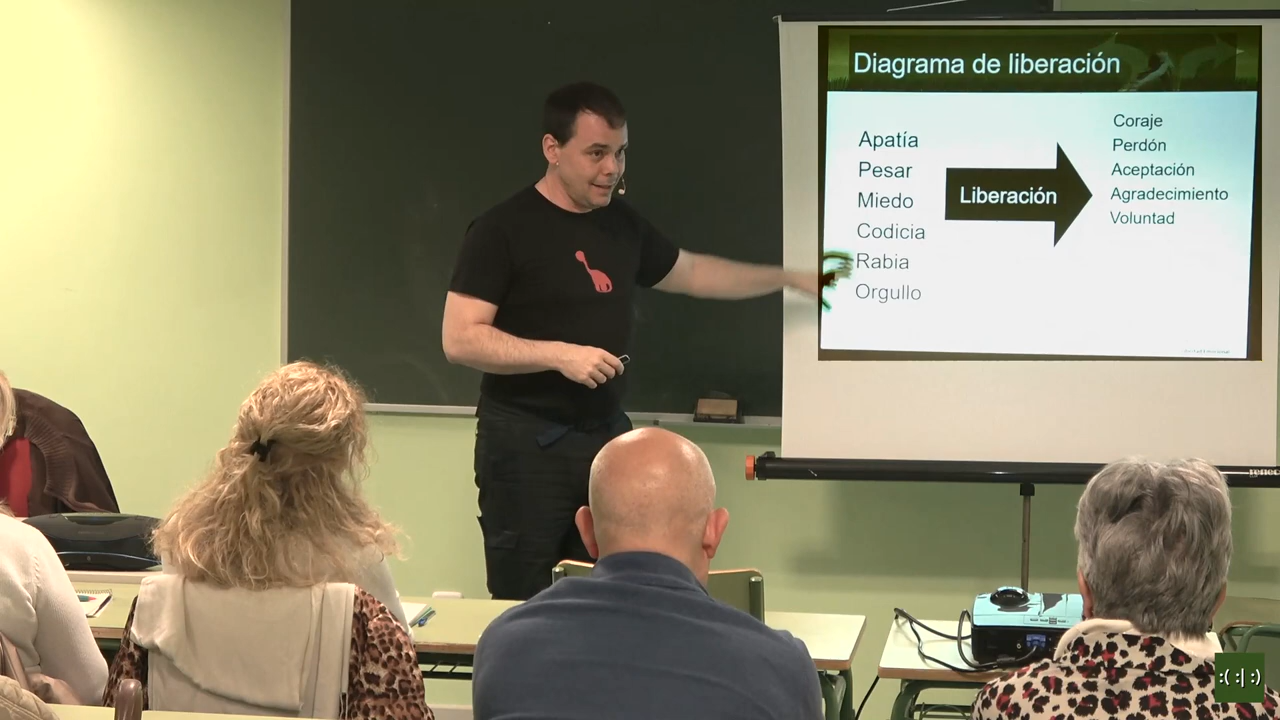 Diagrama de liberación
Apatía
Pesar
Miedo
Codicia
Rabia
Orgullo
Liberación
Coraje
Perdón
Aceptación
Agradecimiento
Voluntad
:( :| :)